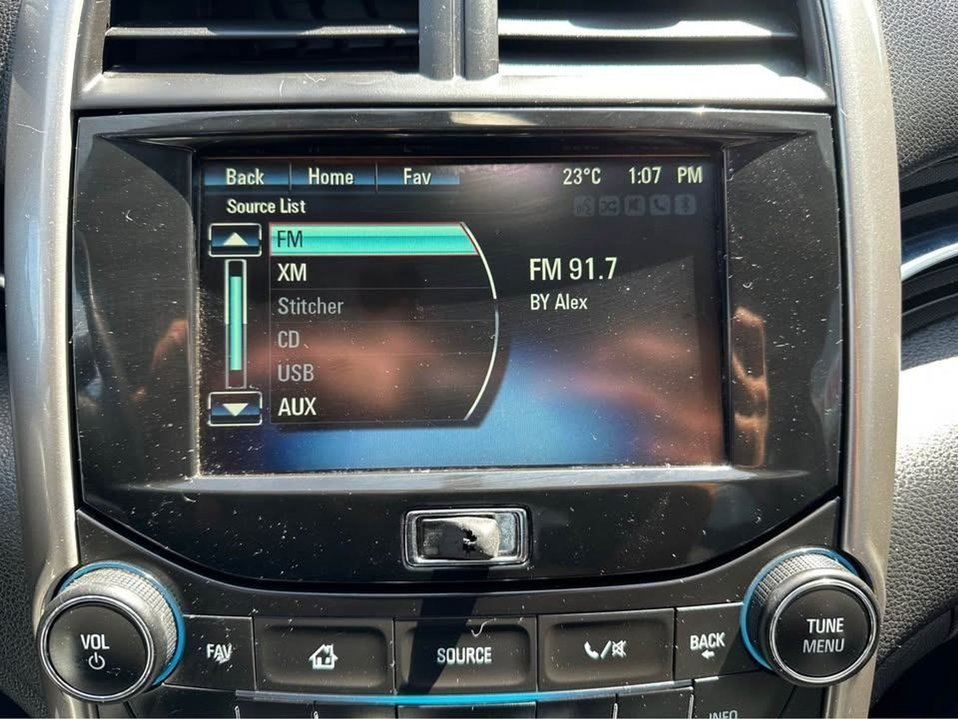 Back Home Fav 23°C 1:07 PM
Source List
FM
XM
Stitcher
CD
USB
AUX
FM 91.7
BY Alex
VOL
FAV
SOURCE
BACK
TUNE
MENU
INFO